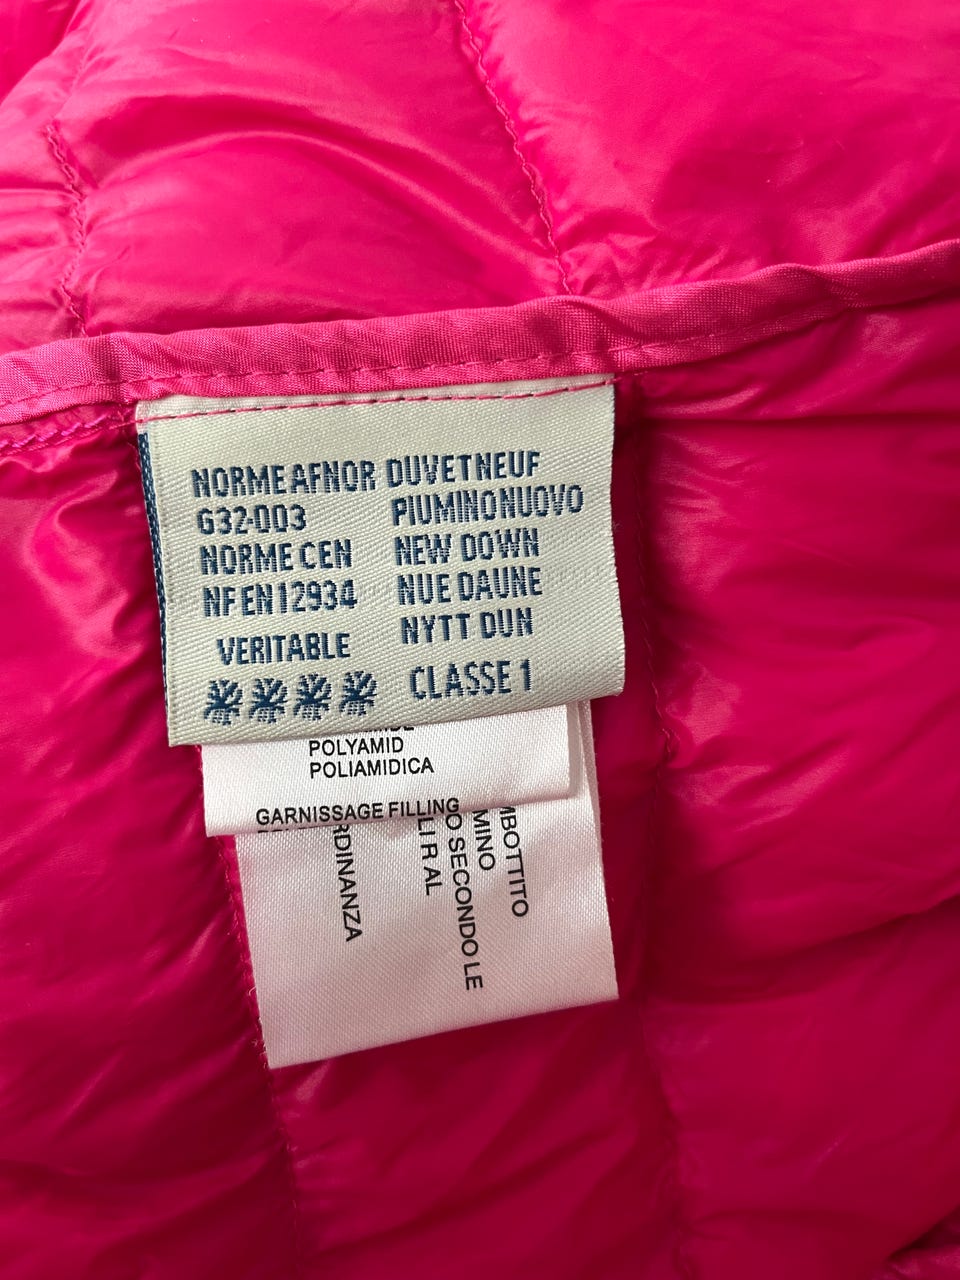 NORME AFNOR
G32-003
NORME CEN
NF EN 12934
VERITABLE
DUVET NEUF
PIUMINO NUOVO
NEW DOWN
NUE DAUNE
NYTT DUN
CLASSE 1
POLYAMID
POLIAMIDICA
GARNISSAGE FILLING
MBOTTITO
MINO
O SECONDO LE
LI R AL
RDINANZA